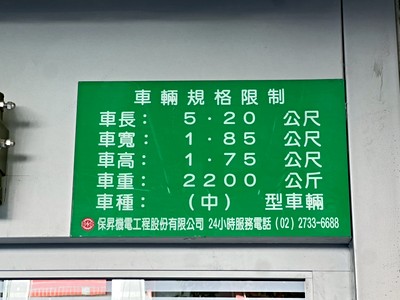 車輛規格限制
車長： 5．20 公尺
車寬： 1．85 公尺
車高： 1．75 公尺
車重： 2200 公斤
車種： （中） 型車輛
保昇機電工程股份有限公司 24小時服務電話 (02) 2733-6688